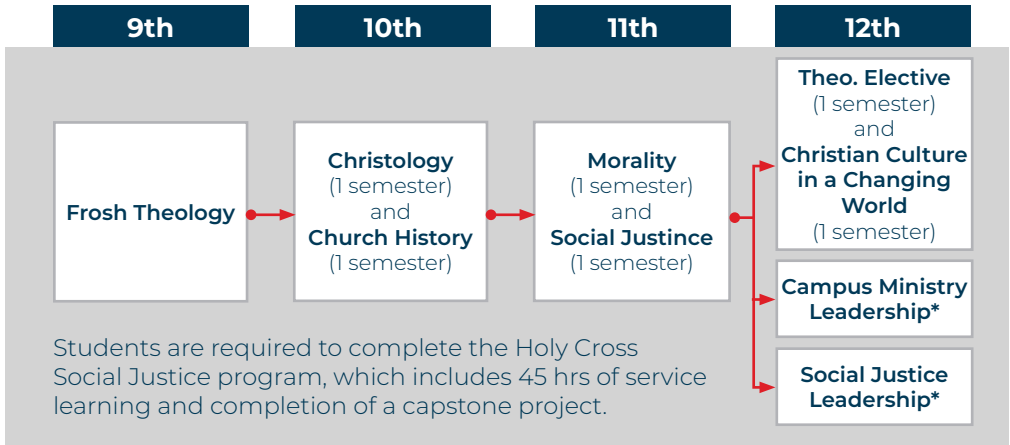 9th
10th
11th
12th
Frosh Theology
Christology
(1 semester)
and
Church History
(1 semester)
Morality
(1 semester)
and
Social Justince
(1 semester)
Theo. Elective
(1 semester)
and
Christian Culture
in a Changing
World
(1 semester)
Campus Ministry
Leadership*
Social Justice
Leadership*
Students are required to complete the Holy Cross
Social Justice program, which includes 45 hrs of service
learning and completion of a capstone project.